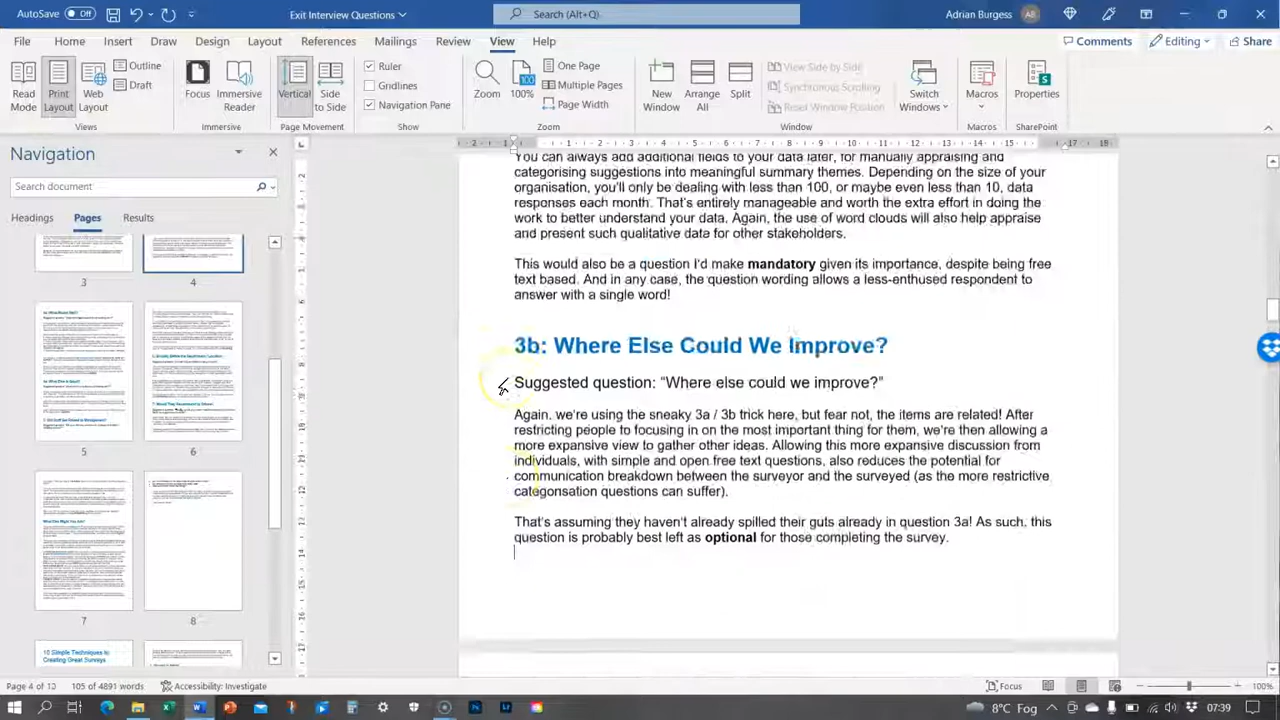 AutoSave Off
Exit Interview Questions
Search (Alt+Q)
Adrian Burgess
File Home Insert Draw Design Layout References Mailings Review View Help
Comments Editing Share
Read Mode
Print Layout
Web Layout
Outline
Draft
Views
Focus
Immersive Reader
Immersive
Vertical
Side to Side
Page Movement
Ruler
Gridlines
Navigation Pane
Show
Zoom
100
100%
One Page
Multiple Pages
Page Width
Zoom
New Window
Arrange All
Split
View Side by Side
Synchronous Scrolling
Reset Window Position
Window
Switch Windows
Macros
Macros
Properties
SharePoint
Navigation
Search document
Headings Pages Results
3 4
5 6
7 8
10 Simple Techniques to
Creating Great Surveys
You can always add additional fields to your data later, for manually appraising and
categorising suggestions into meaningful summary themes. Depending on the size of your
organisation, you'll only be dealing with less than 100, or maybe even less than 10, data
responses each month. That's entirely manageable and worth the extra effort in doing the
work to better understand your data. Again, the use of word clouds will also help appraise
and present such qualitative data for other stakeholders.
This would also be a question I'd make mandatory given its importance, despite being free
text based. And in any case, the question wording allows a less-enthused respondent to
answer with a single word!
3b: Where Else Could We Improve?
Suggested question: "Where else could we improve?"
Again, we're using the sneaky 3a / 3b trick here, but fear not, the items are related! After
restricting people to focusing in on the most important thing for them, we're then allowing a
more expansive view to gather other ideas. Allowing this more expansive discussion from
individuals, with simple and open free text questions, also reduces the potential for
communication breakdown between the surveyor and the surveyed (as the more restrictive
categorisation questions can suffer).
That's assuming they haven't already spilled their guts already in question 3a! As such, this
question is probably best left as optional for those completing the survey.
105 of 4891 words
Accessibility: Investigate
Focus
100%
8°C Fog
07:39